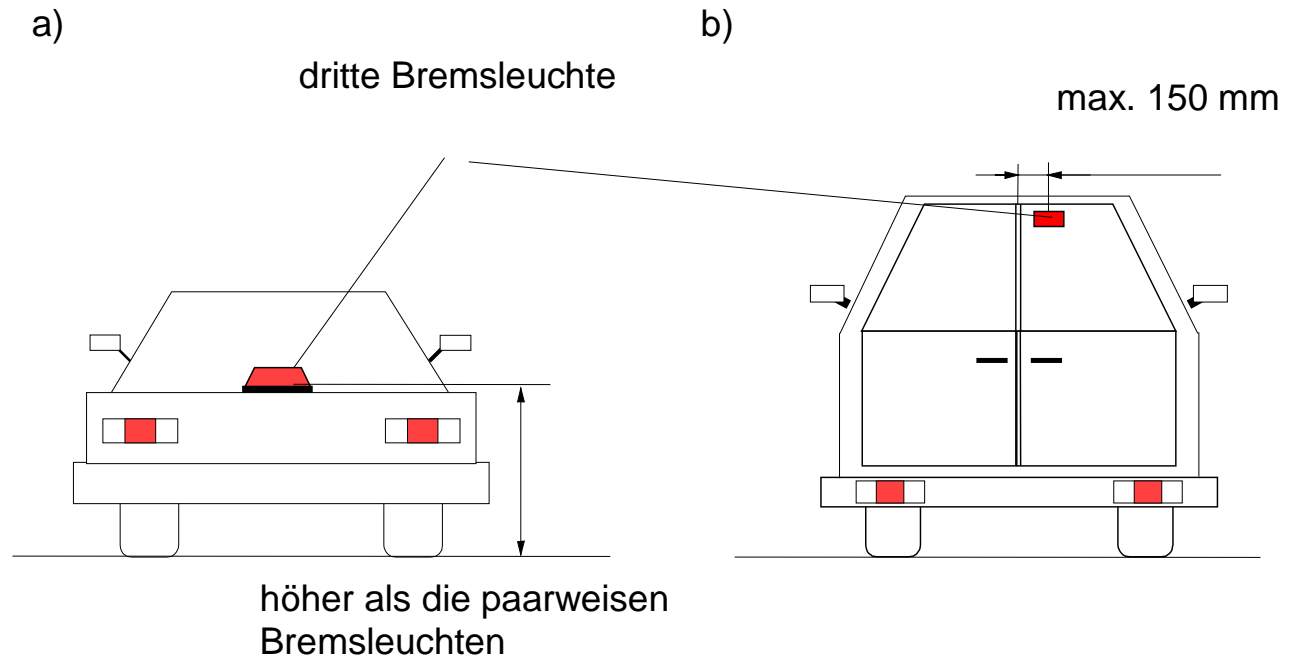 a)
b)
dritte Bremsleuchte
max. 150 mm
höher als die paarweisen
Bremsleuchten